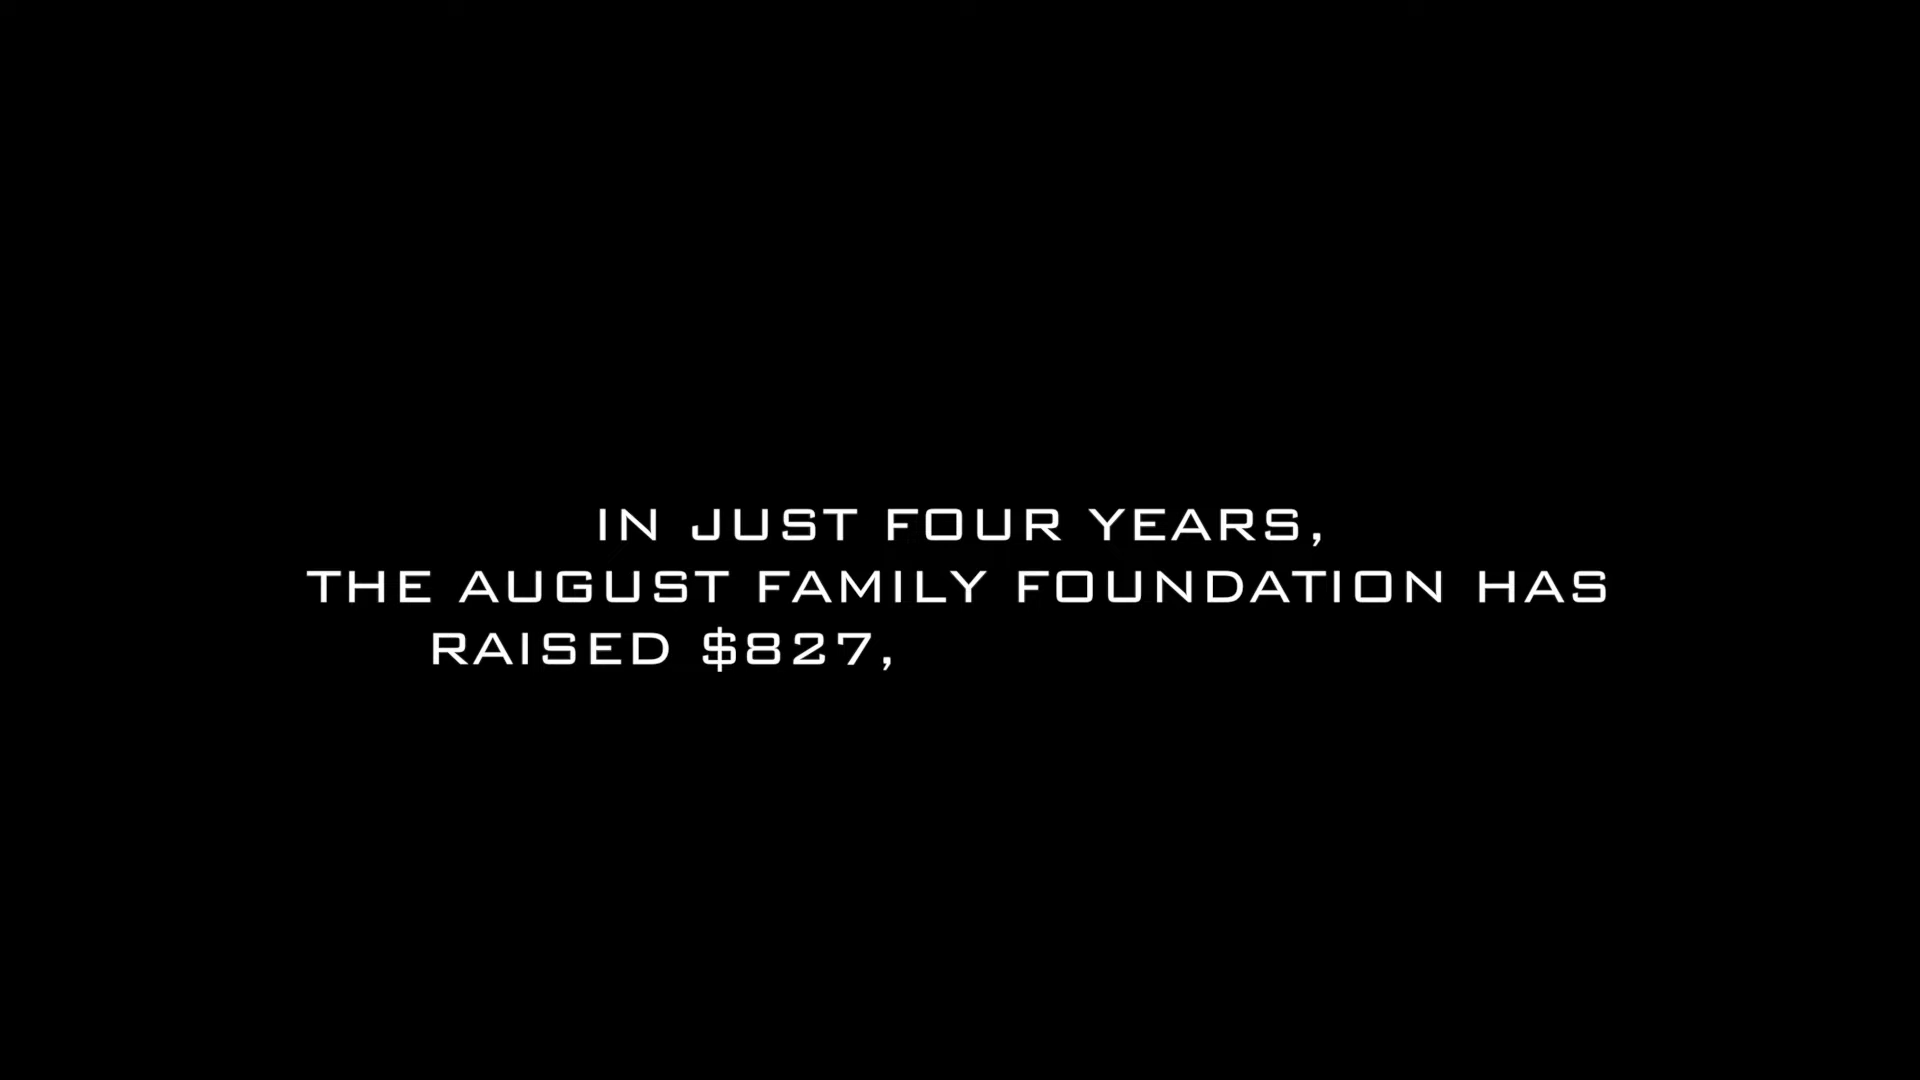 IN JUST FOUR YEARS,
THE AUGUST FAMILY FOUNDATION HAS
RAISED $827,